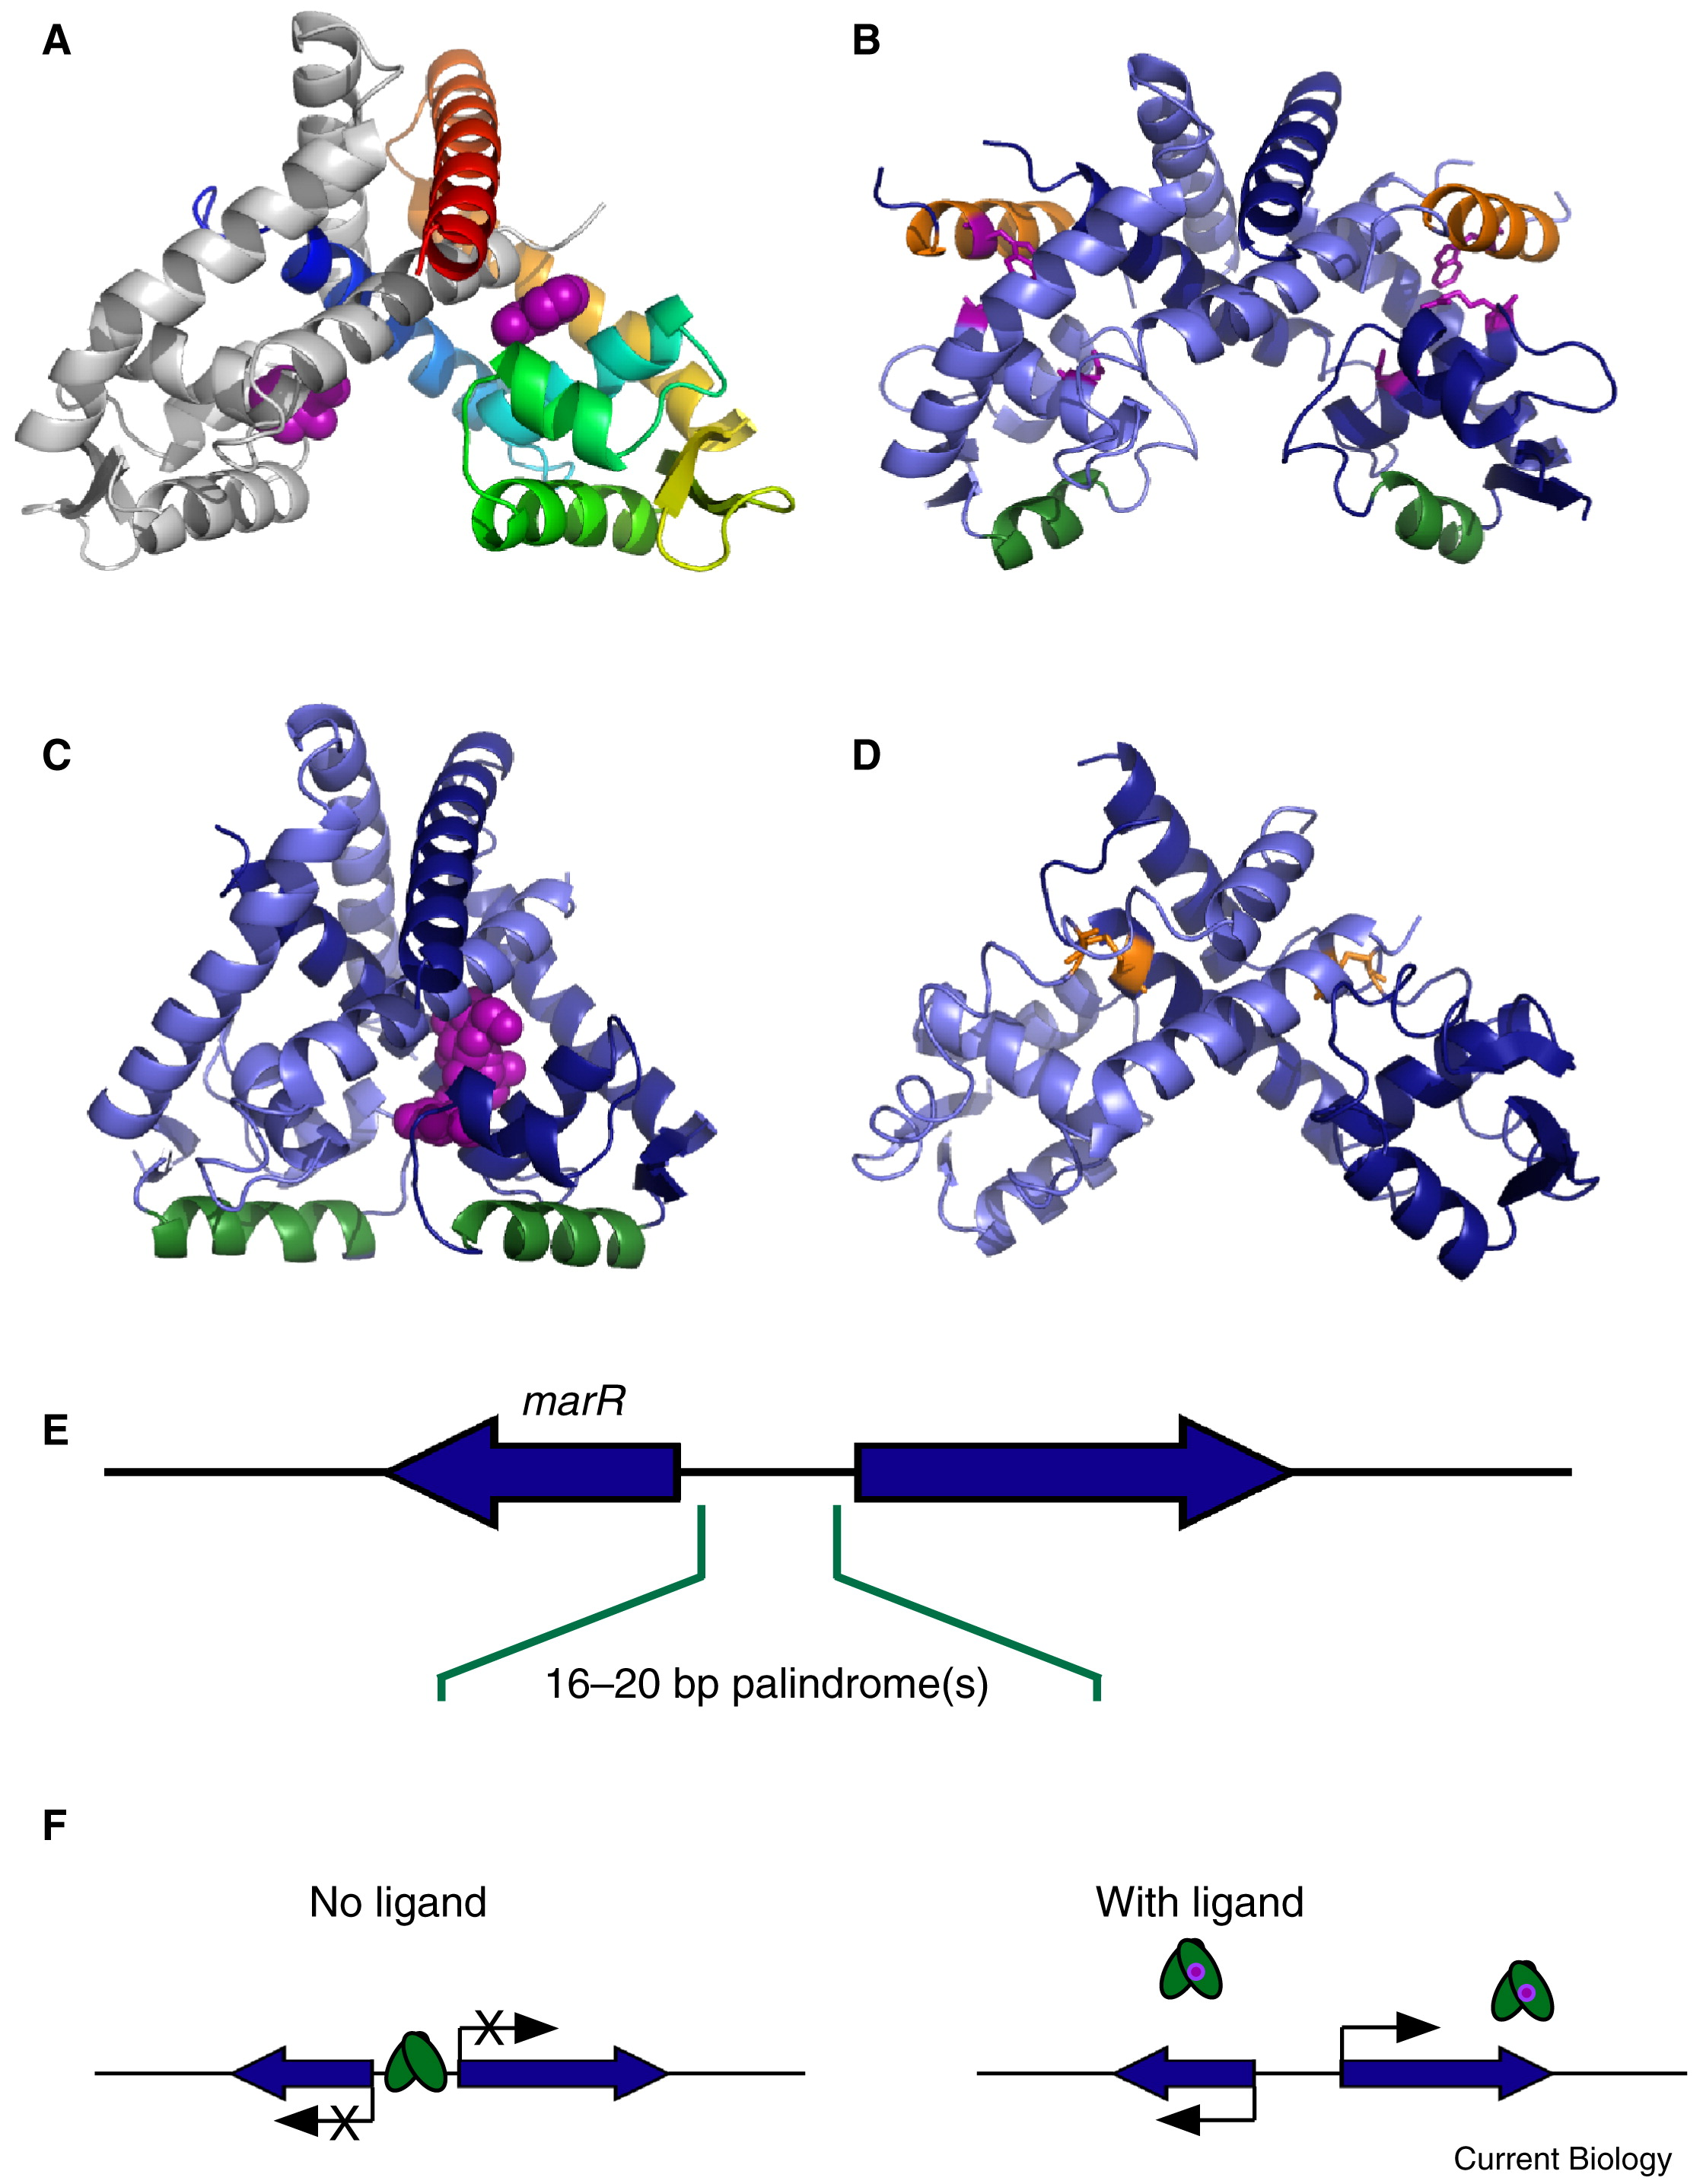 A
B
C
D
E
marR
16–20 bp palindrome(s)
F
No ligand
With ligand
X
X
Current Biology